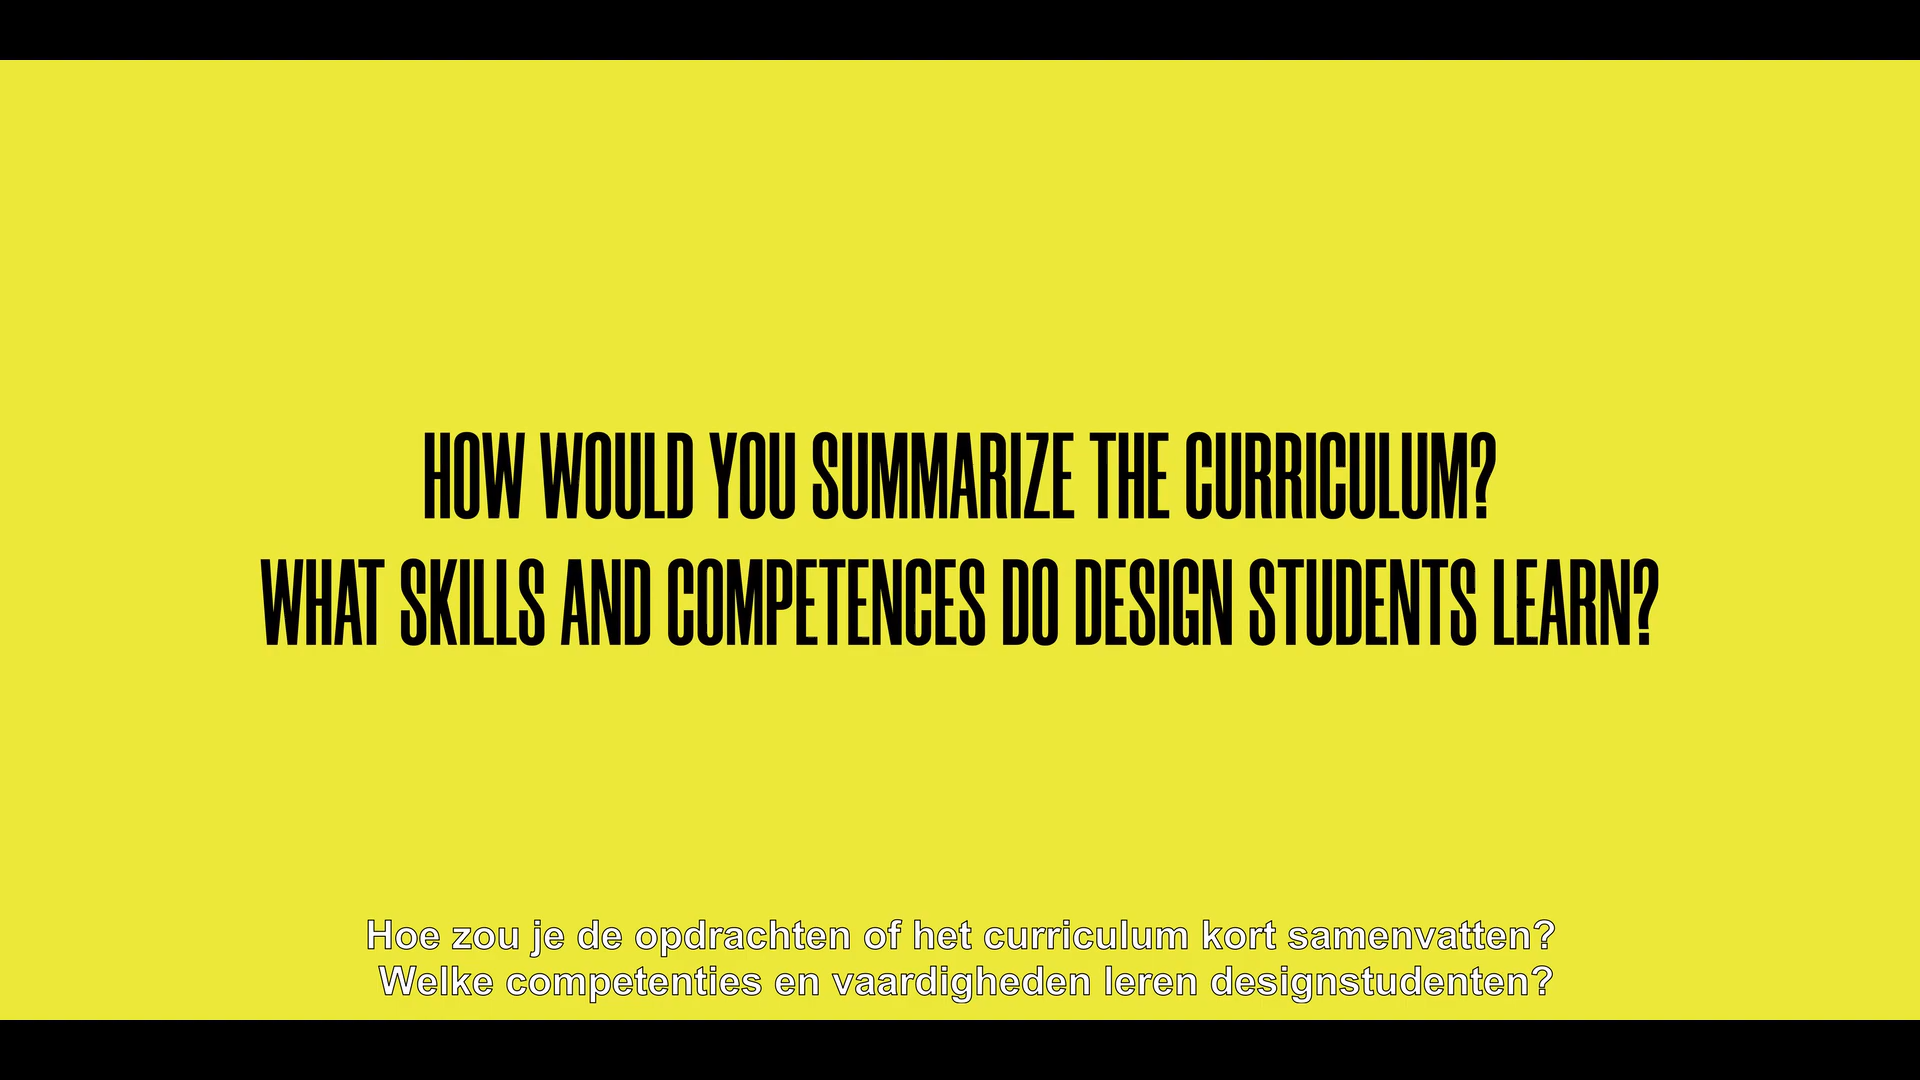 HOW WOULD YOU SUMMARIZE THE CURRICULUM?
WHAT SKILLS AND COMPETENCES DO DESIGN STUDENTS LEARN?
Hoe zou je de opdrachten of het curriculum kort samenvatten?
Welke competenties en vaardigheden leren designstudenten?